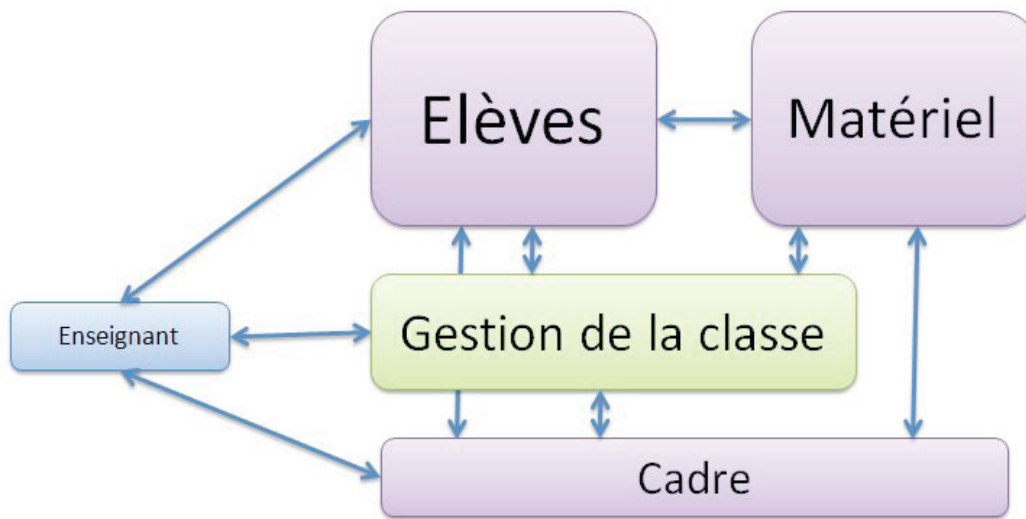 Elèves
Matériel
Enseignant
Gestion de la classe
Cadre